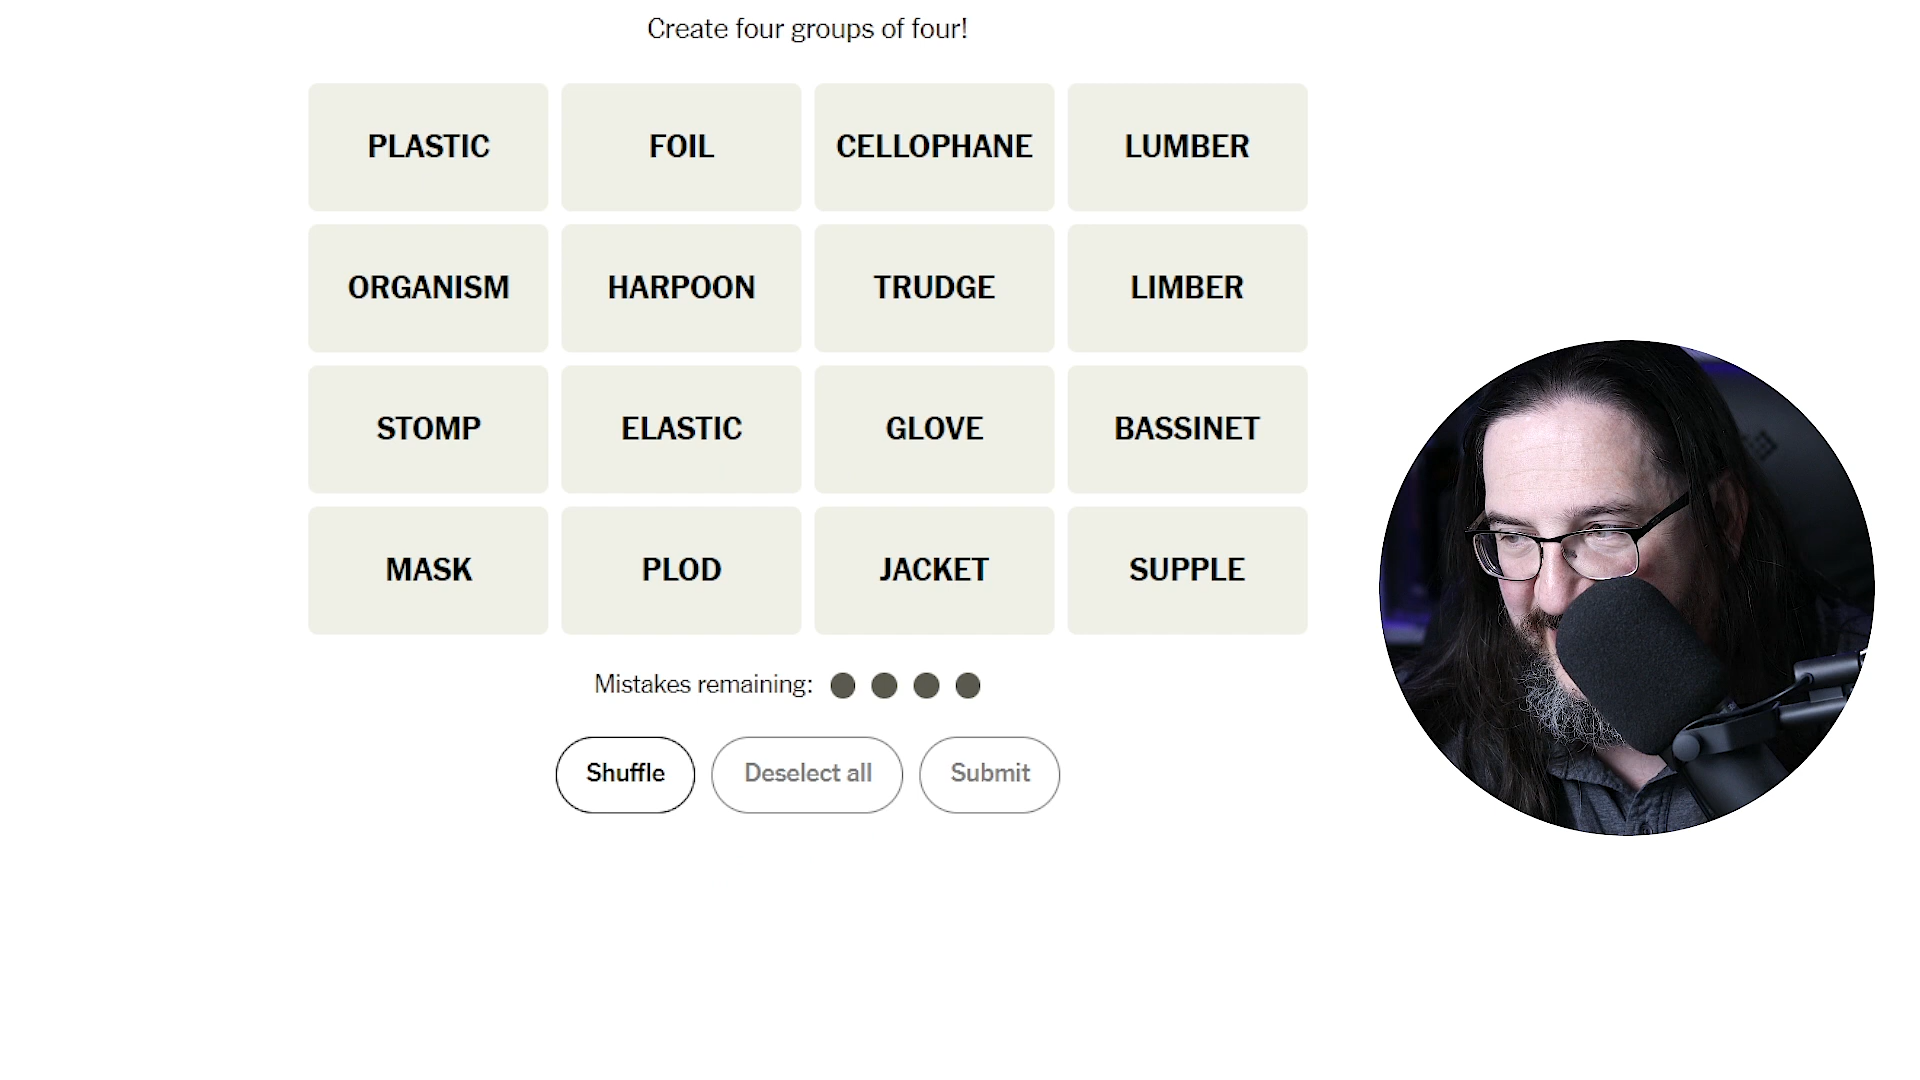 Create four groups of four!
PLASTIC FOIL CELLOPHANE LUMBER
ORGANISM HARPOON TRUDGE LIMBER
STOMP ELASTIC GLOVE BASSINET
MASK PLOD JACKET SUPPLE
Mistakes remaining:
Shuffle Deselect all Submit